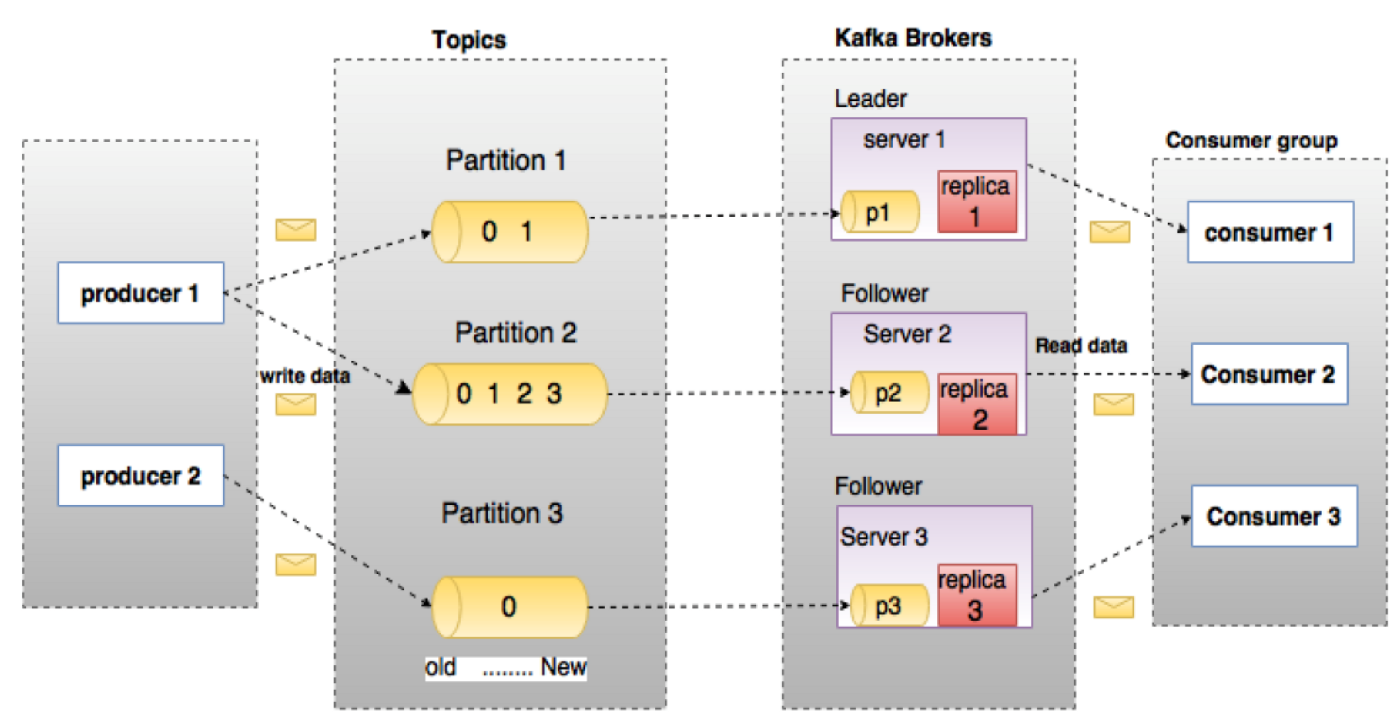 Topics
Kafka Brokers
Leader
server 1
Consumer group
Partition 1
replica
1
p1
0 1
consumer 1
producer 1
Follower
Partition 2
Server 2
Read data
write data
Consumer 2
0 1 2 3
p2
replica
2
producer 2
Follower
Partition 3
Server 3
Consumer 3
replica
3
0
p3
old ........ New